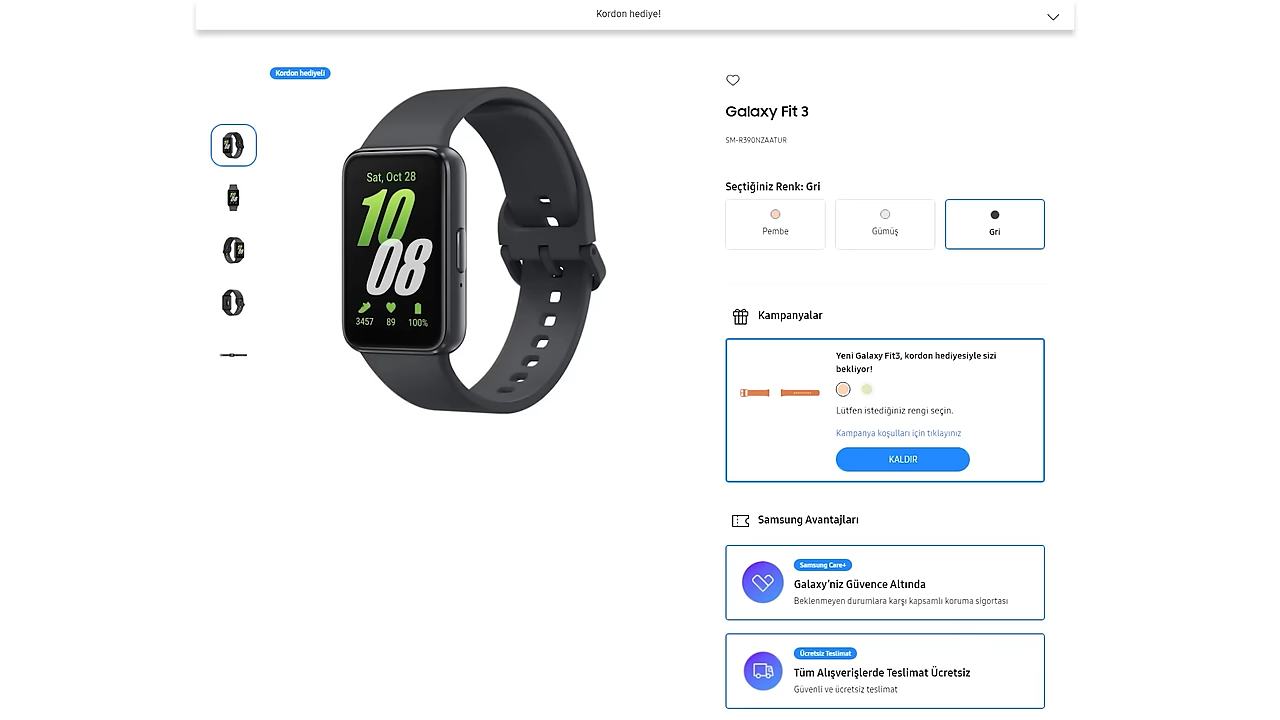 Kordon hediye!
Kordon hediyeli
Sat, Oct 28
10
08
3457 89 100%
Galaxy Fit 3
SM-R390NZAATUR
Seçtiğiniz Renk: Gri
Pembe
Gümüş
Gri
Kampanyalar
Yeni Galaxy Fit3, kordon hediyesiyle sizi
bekliyor!
Lütfen istediğiniz rengi seçin.
Kampanya koşulları için tıklayınız
KALDIR
Samsung Avantajları
Samsung Care+
Galaxy'niz Güvence Altında
Beklenmeyen durumlara karşı kapsamlı koruma sigortası
Ücretsiz Teslimat
Tüm Alışverişlerde Teslimat Ücretsiz
Güvenli ve ücretsiz teslimat